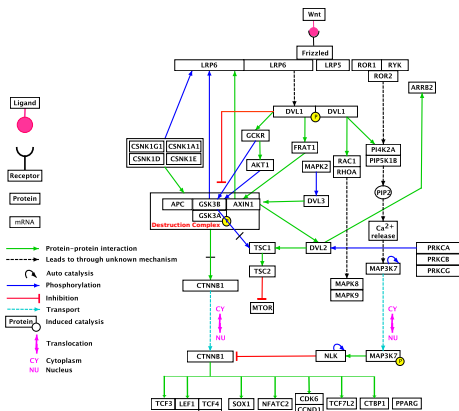 Wnt
Frizzled
LRP6
LRP6
LRP5
ROR1
RYK
ROR2
ARRB2
Ligand
Receptor
Protein
mRNA
DVL1
DVL1
P
GCKR
FRAT1
CSNK1G1
CSNK1A1
CSNK1D
CSNK1E
AKT1
MAPK2
RAC1
RHOA
PI4K2A
PIP5K1B
APC
GSK3B
AXIN1
GSK3A
Destruction Complex
DVL3
PIP2
Ca2+
release
TSC1
DVL2
PRKCA
PRKCB
PRKCG
TSC2
MAP3K7
CTNNB1
MTOR
MAPK8
MAPK9
Protein-protein interaction
Leads to through unknown mechanism
Auto catalysis
Phosphorylation
Inhibition
Transport
Protein
Induced catalysis
Translocation
CY
Cytoplasm
NU
Nucleus
CY
NU
CY
NU
CTNNB1
NLK
MAP3K7
P
TCF3
LEF1
TCF4
SOX1
NFATC2
CDK6
CCND1
TCF7L2
CTBP1
PPARG